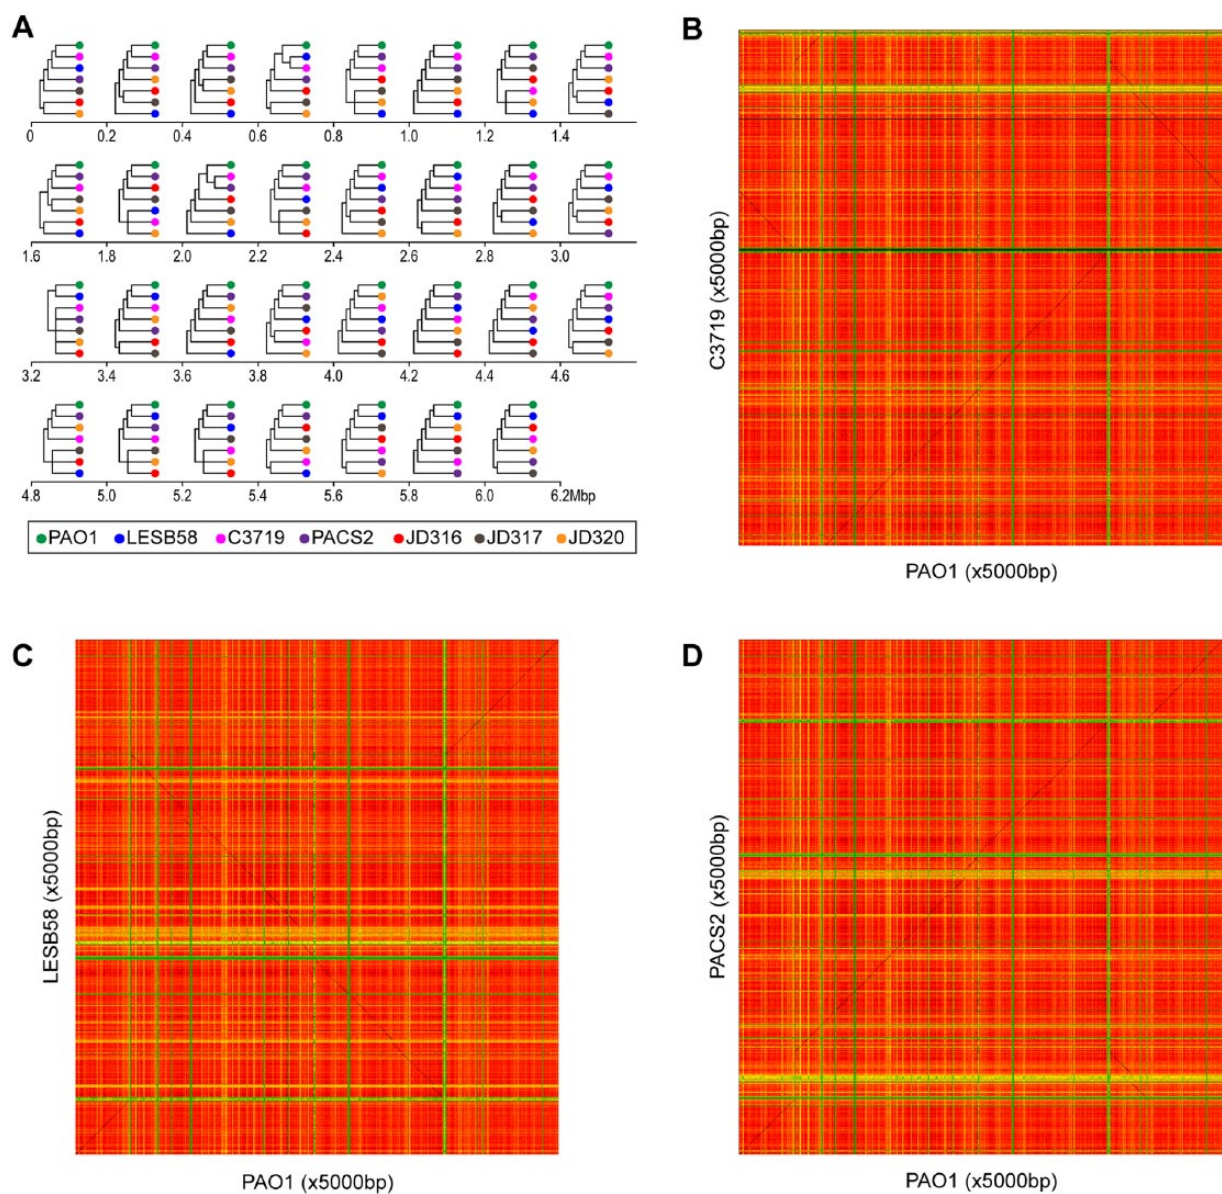 A
B
0 0.2 0.4 0.6 0.8 1.0 1.2 1.4
1.6 1.8 2.0 2.2 2.4 2.6 2.8 3.0
3.2 3.4 3.6 3.8 4.0 4.2 4.4 4.6
4.8 5.0 5.2 5.4 5.6 5.8 6.0 6.2Mbp
PAO1 LESB58 C3719 PACS2 JD316 JD317 JD320
C3719 (x5000bp)
PAO1 (x5000bp)
C
LESB58 (x5000bp)
PAO1 (x5000bp)
D
PACS2 (x5000bp)
PAO1 (x5000bp)